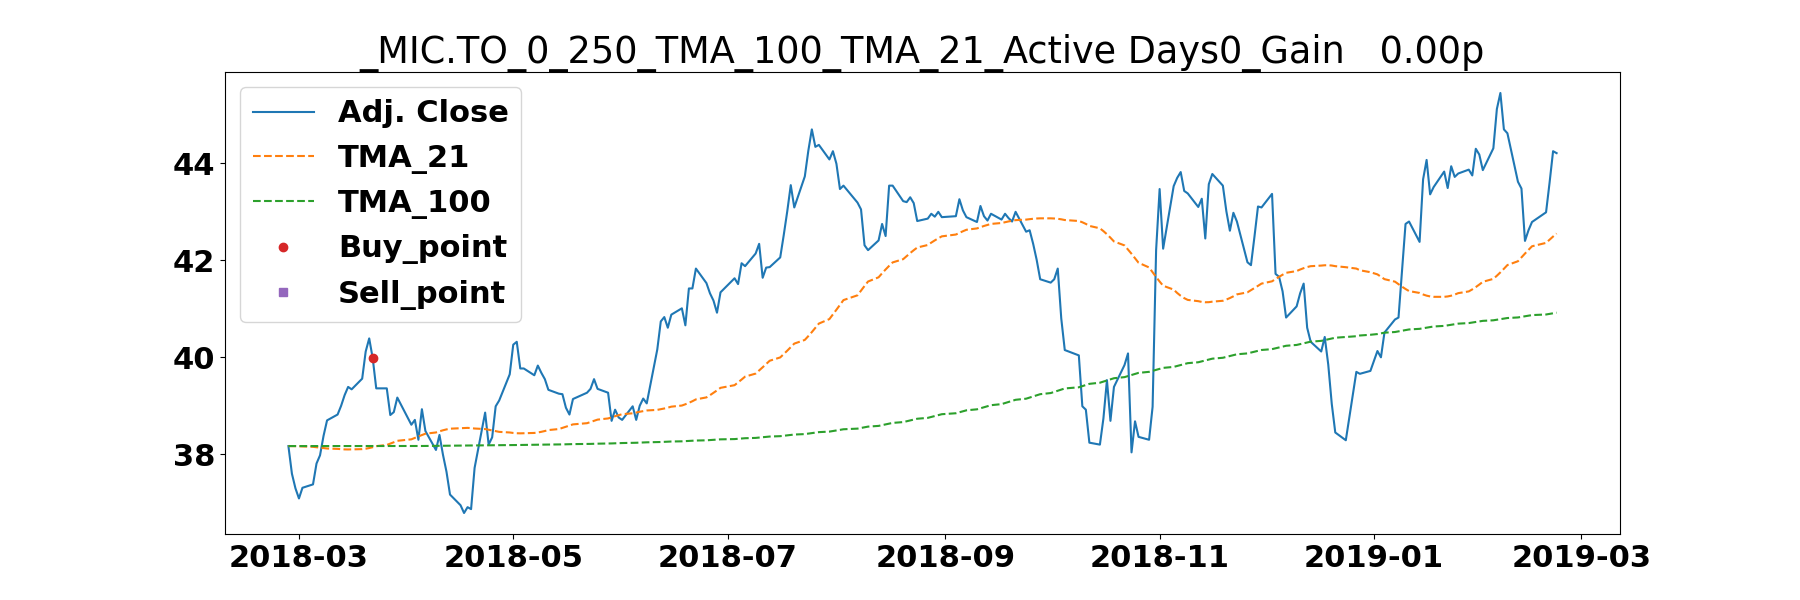 _MIC.TO_0_250_TMA_100_TMA_21_Active Days0_Gain   0.00p
Adj. Close
TMA_21
TMA_100
Buy_point
Sell_point
44
42
40
38
2018-03 2018-05 2018-07 2018-09 2018-11 2019-01 2019-03